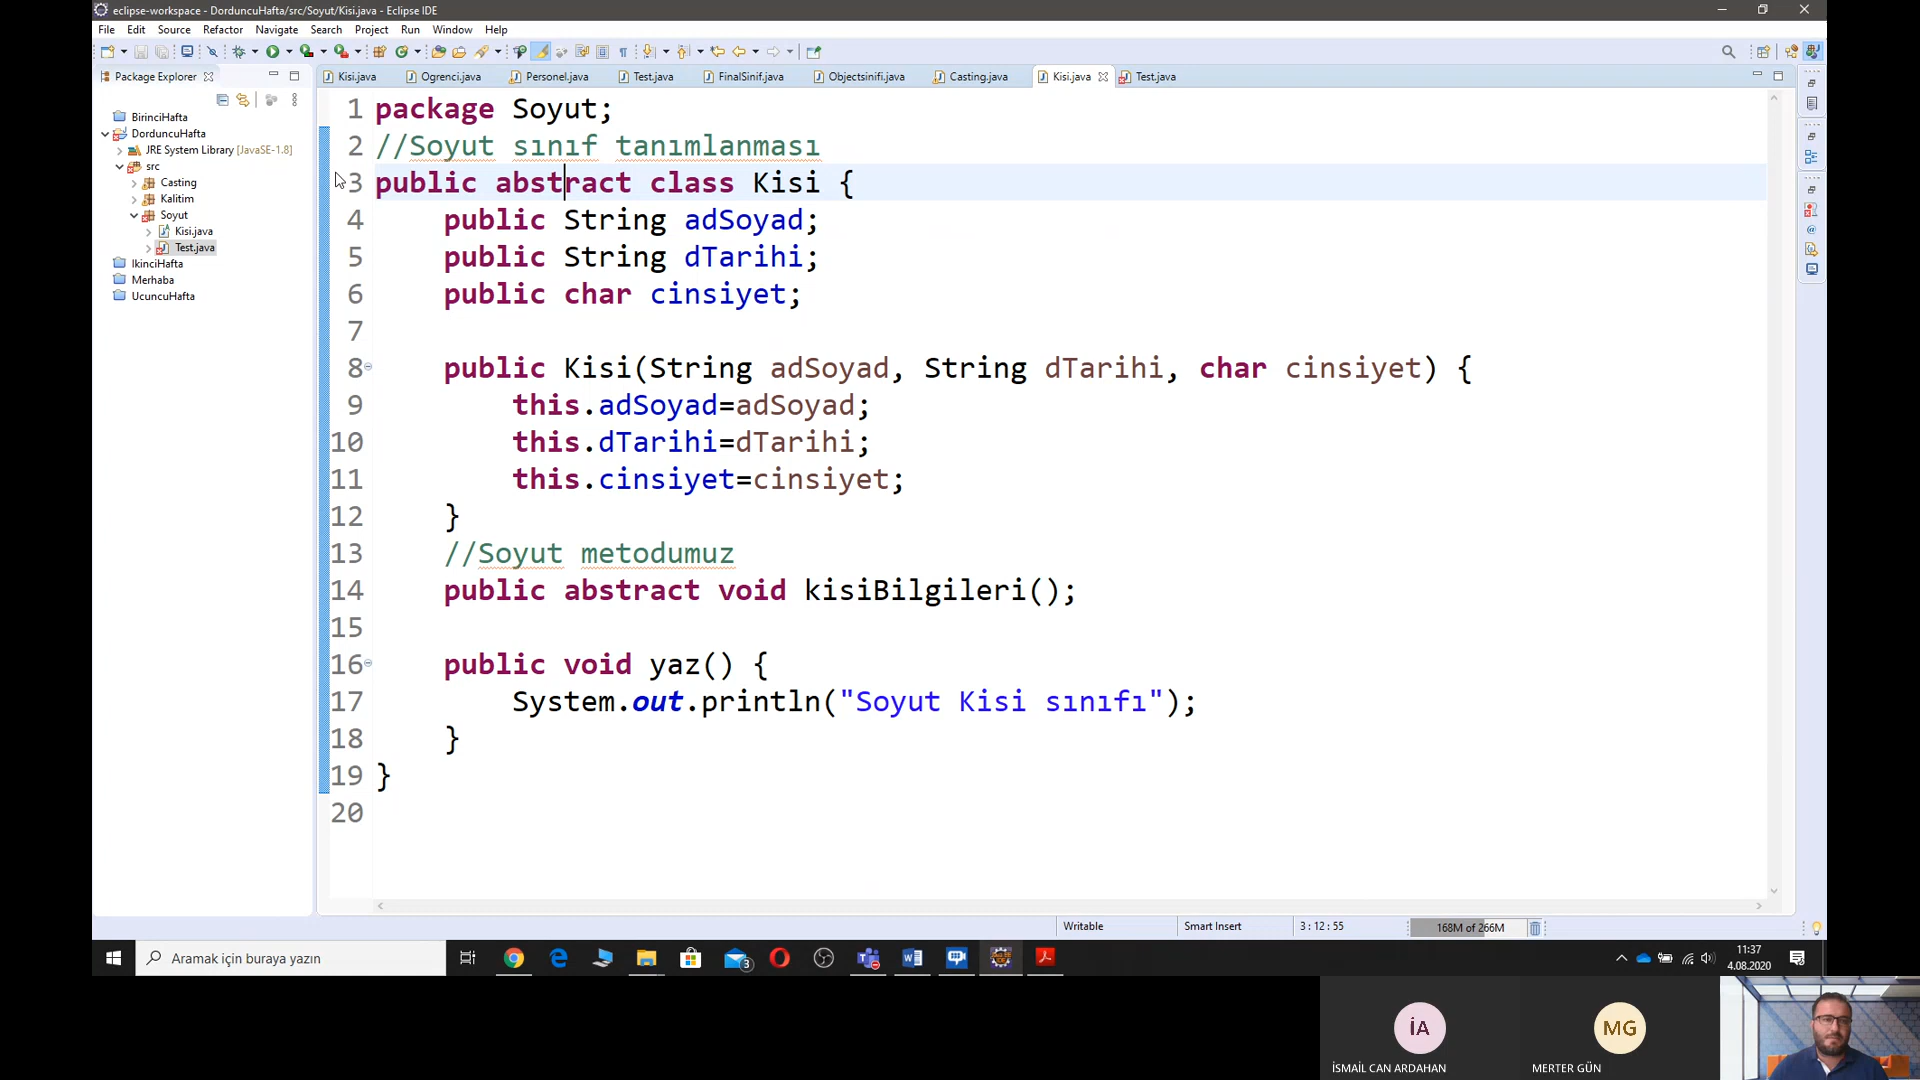 eclipse-workspace - DorduncuHafta/src/Soyut/Kisi.java - Eclipse IDE
File Edit Source Refactor Navigate Search Project Run Window Help
Package Explorer
Kisi.java Ogrenci.java Personel.java Test.java FinalSinif.java Objectsinifi.java Casting.java Kisi.java Test.java
BirinciHafta
DorduncuHafta
JRE System Library [JavaSE-1.8]
src
Casting
Kalitim
Soyut
Kisi.java
Test.java
IkinciHafta
Merhaba
UcuncuHafta
1 package Soyut;
2 //Soyut sınıf tanımlanması
3 public abstract class Kisi {
4 public String adSoyad;
5 public String dTarihi;
6 public char cinsiyet;
7
8 public Kisi(String adSoyad, String dTarihi, char cinsiyet) {
9 this.adSoyad=adSoyad;
10 this.dTarihi=dTarihi;
11 this.cinsiyet=cinsiyet;
12 }
13 //Soyut metodumuz
14 public abstract void kisiBilgileri();
15
16 public void yaz() {
17 System.out.println("Soyut Kisi sınıfı");
18 }
19 }
20
Writable Smart Insert 3 : 12 : 55 168M of 266M
Aramak için buraya yazın
3
11:37
4.08.2020
İA
MG
İSMAİL CAN ARDAHAN
MERTER GÜN